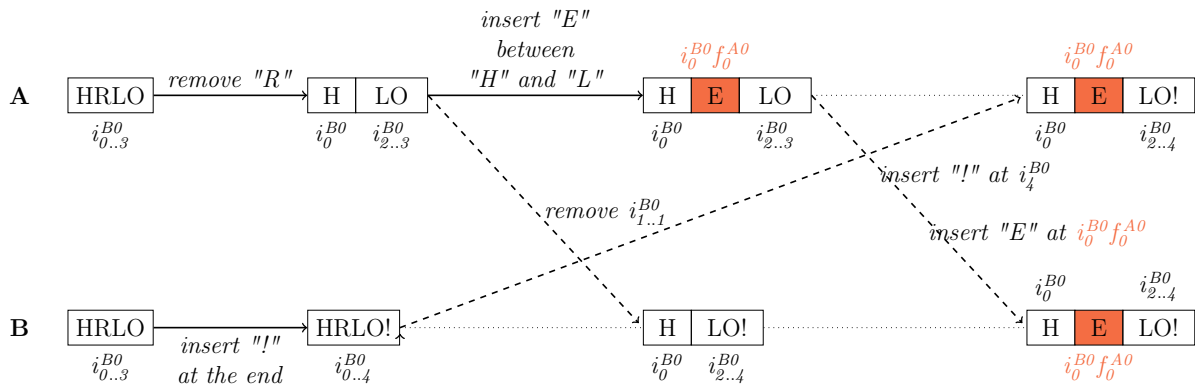 insert "E"
between
"H" and "L"
remove "R"
i_0^{B0} f_0^{A0}
i_0^{B0} f_0^{A0}
A
HRLO
H LO
H E LO
H E LO!
i_{0..3}^{B0}
i_0^{B0} i_{2..3}^{B0}
i_0^{B0} i_{2..3}^{B0}
i_0^{B0} i_{2..4}^{B0}
insert "!" at i_4^{B0}
remove i_{1..1}^{B0}
insert "E" at i_0^{B0} f_0^{A0}
i_0^{B0} i_{2..4}^{B0}
B
HRLO
HRLO!
H LO!
H E LO!
i_{0..3}^{B0}
insert "!"
at the end
i_{0..4}^{B0}
i_0^{B0} i_{2..4}^{B0}
i_0^{B0} f_0^{A0}